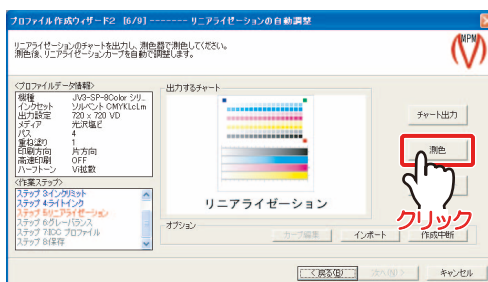 プロファイル作成ウィザード2 [6/9] ------- リニアライゼーションの自動調整
リニアライゼーションのチャートを出力し、測色器で測色してください。
測色後、リニアライゼーションカーブを自動で調整します。
MPM
<プロファイルデータ情報>
機種 JV3-SP-8Color シリ..
インクセット ソルベント CMYKLcLm
出力設定 720 x 720 VD
メディア 光沢塩ビ
パス 4
重ね塗り 1
印刷方向 片方向
高速印刷 OFF
ハーフトーン Vi拡散
<作業ステップ>
ステップ 3:インクリミット
ステップ 4:ライトインク
ステップ 5:リニアライゼーション
ステップ 6:グレーバランス
ステップ 7:ICC プロファイル
ステップ 8:保存
出力するチャート
リニアライゼーション
チャート出力
測色
クリック
オプション
カーブ編集
インポート
作成中断
< 戻る(B)
次へ(N) >
キャンセル